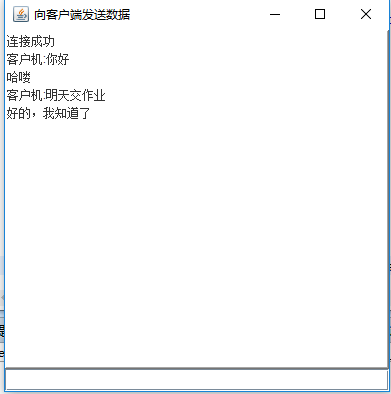 向客户端发送数据
连接成功
客户机:你好
哈喽
客户机:明天交作业
好的，我知道了